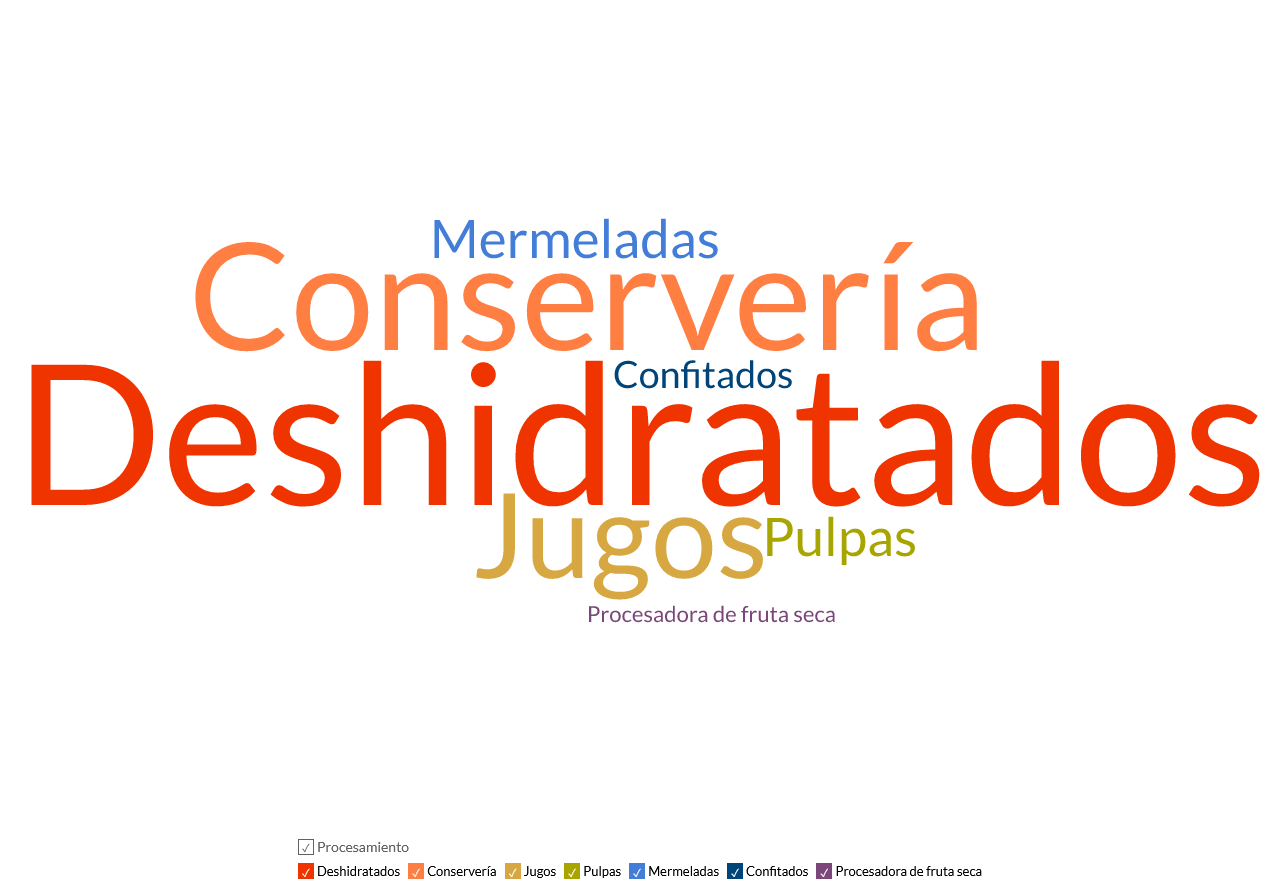 Mermeladas
Conservería
Confitados
Deshidratados
Jugos
Pulpas
Procesadora de fruta seca
Procesamiento
Deshidratados Conservería Jugos Pulpas Mermeladas Confitados Procesadora de fruta seca